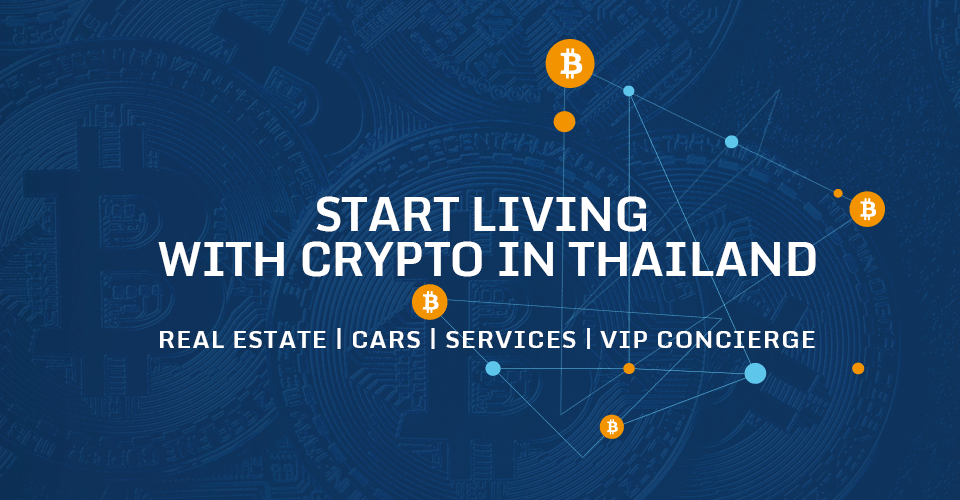 START LIVING
WITH CRYPTO IN THAILAND
REAL ESTATE | CARS | SERVICES | VIP CONCIERGE